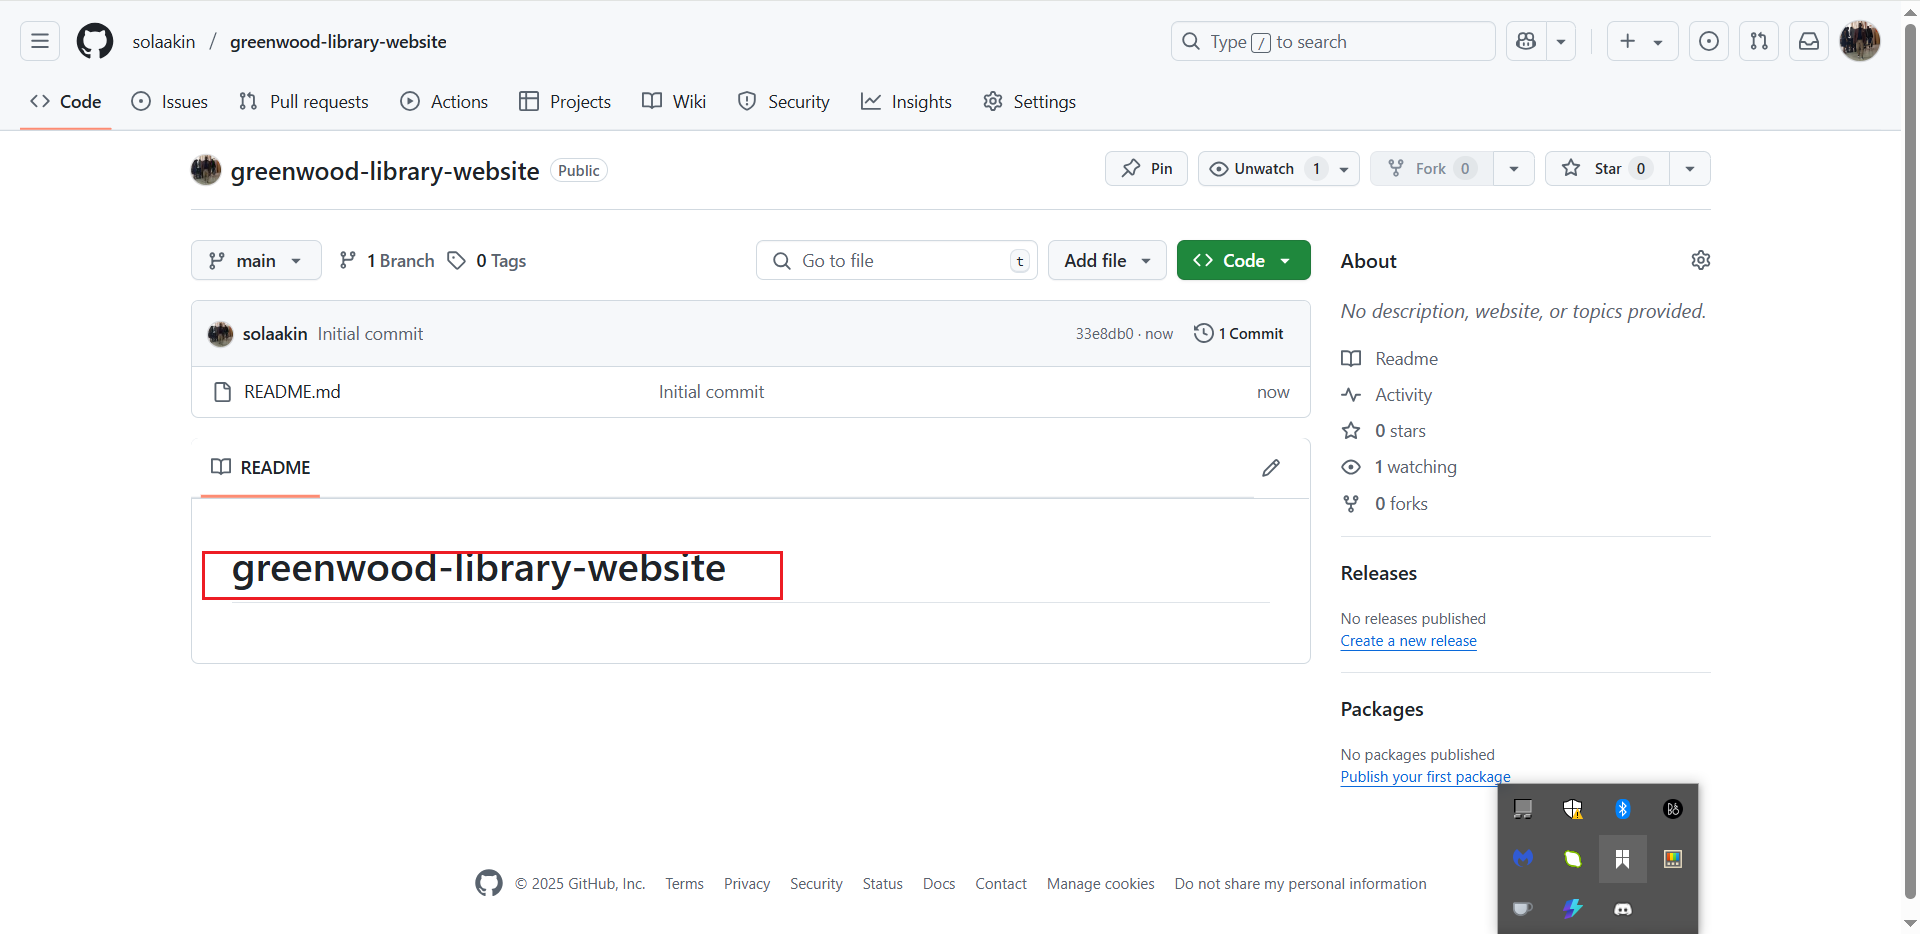 solaakin / greenwood-library-website
Type / to search
Code Issues Pull requests Actions Projects Wiki Security Insights Settings
greenwood-library-website Public
Pin Unwatch 1 Fork 0 Star 0
main 1 Branch 0 Tags
Go to file t Add file Code
solaakin Initial commit 33e8db0 · now 1 Commit
README.md Initial commit now
README
greenwood-library-website
About
No description, website, or topics provided.
Readme
Activity
0 stars
1 watching
0 forks
Releases
No releases published
Create a new release
Packages
No packages published
Publish your first package
© 2025 GitHub, Inc. Terms Privacy Security Status Docs Contact Manage cookies Do not share my personal information